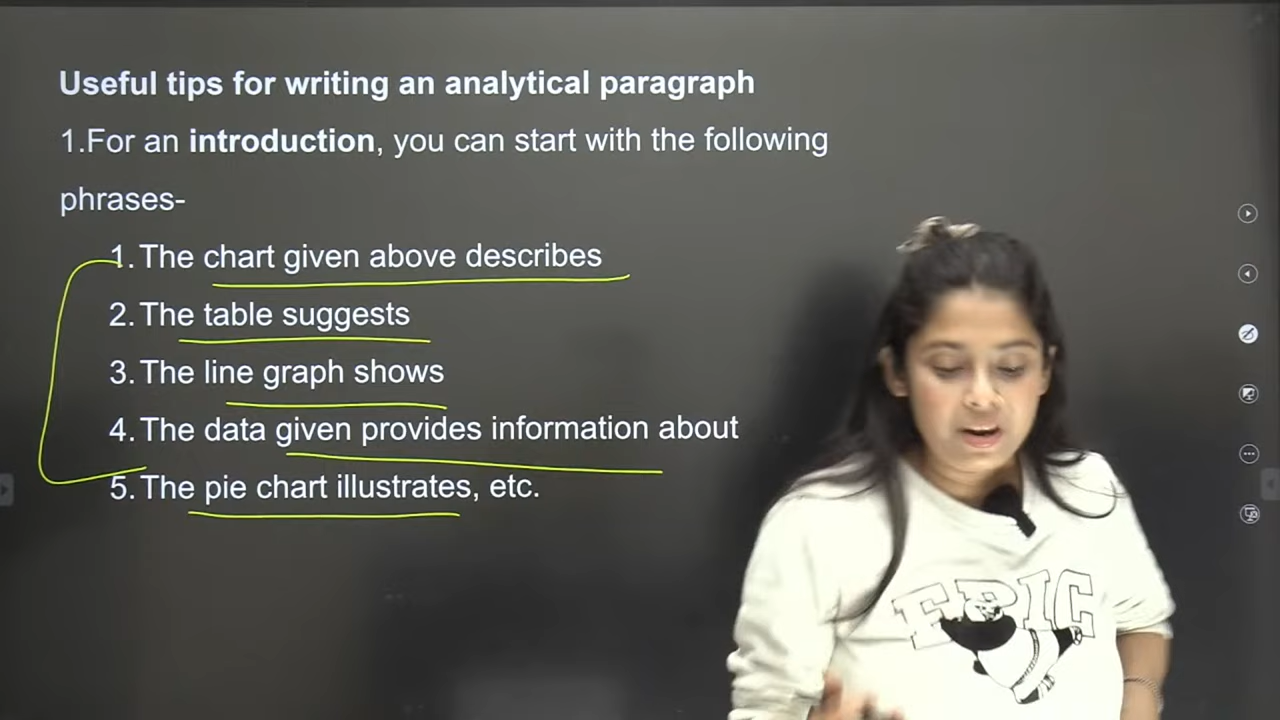 Useful tips for writing an analytical paragraph
1.For an introduction, you can start with the following
phrases-
1. The chart given above describes
2. The table suggests
3. The line graph shows
4. The data given provides information about
5. The pie chart illustrates, etc.
EPIC